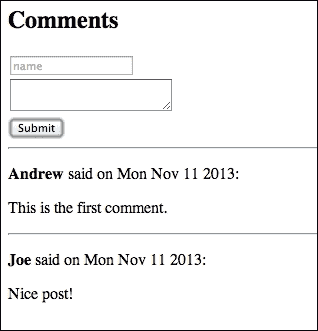 Comments
name
Submit
Andrew said on Mon Nov 11 2013:
This is the first comment.
Joe said on Mon Nov 11 2013:
Nice post!